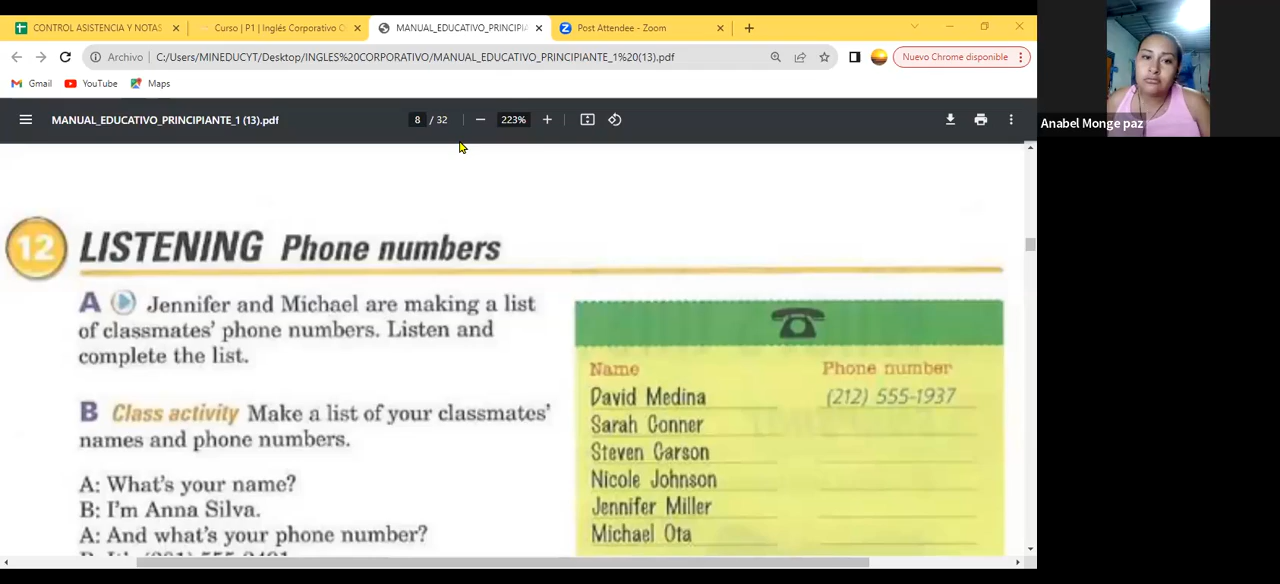 CONTROL ASISTENCIA Y NOTAS
Curso | P1 | Inglés Corporativo C
MANUAL_EDUCATIVO_PRINCIPIA
Post Attendee - Zoom
Archivo
C:/Users/MINEDUCYT/Desktop/INGLES%20CORPORATIVO/MANUAL_EDUCATIVO_PRINCIPIANTE_1%20(13).pdf
Nuevo Chrome disponible
Gmail
YouTube
Maps
MANUAL_EDUCATIVO_PRINCIPIANTE_1 (13).pdf
8 / 32
223%
Anabel Monge paz
12 LISTENING Phone numbers
A Jennifer and Michael are making a list
of classmates' phone numbers. Listen and
complete the list.
B Class activity Make a list of your classmates'
names and phone numbers.
A: What's your name?
B: I'm Anna Silva.
A: And what's your phone number?
Name Phone number
David Medina (212) 555-1937
Sarah Conner
Steven Carson
Nicole Johnson
Jennifer Miller
Michael Ota